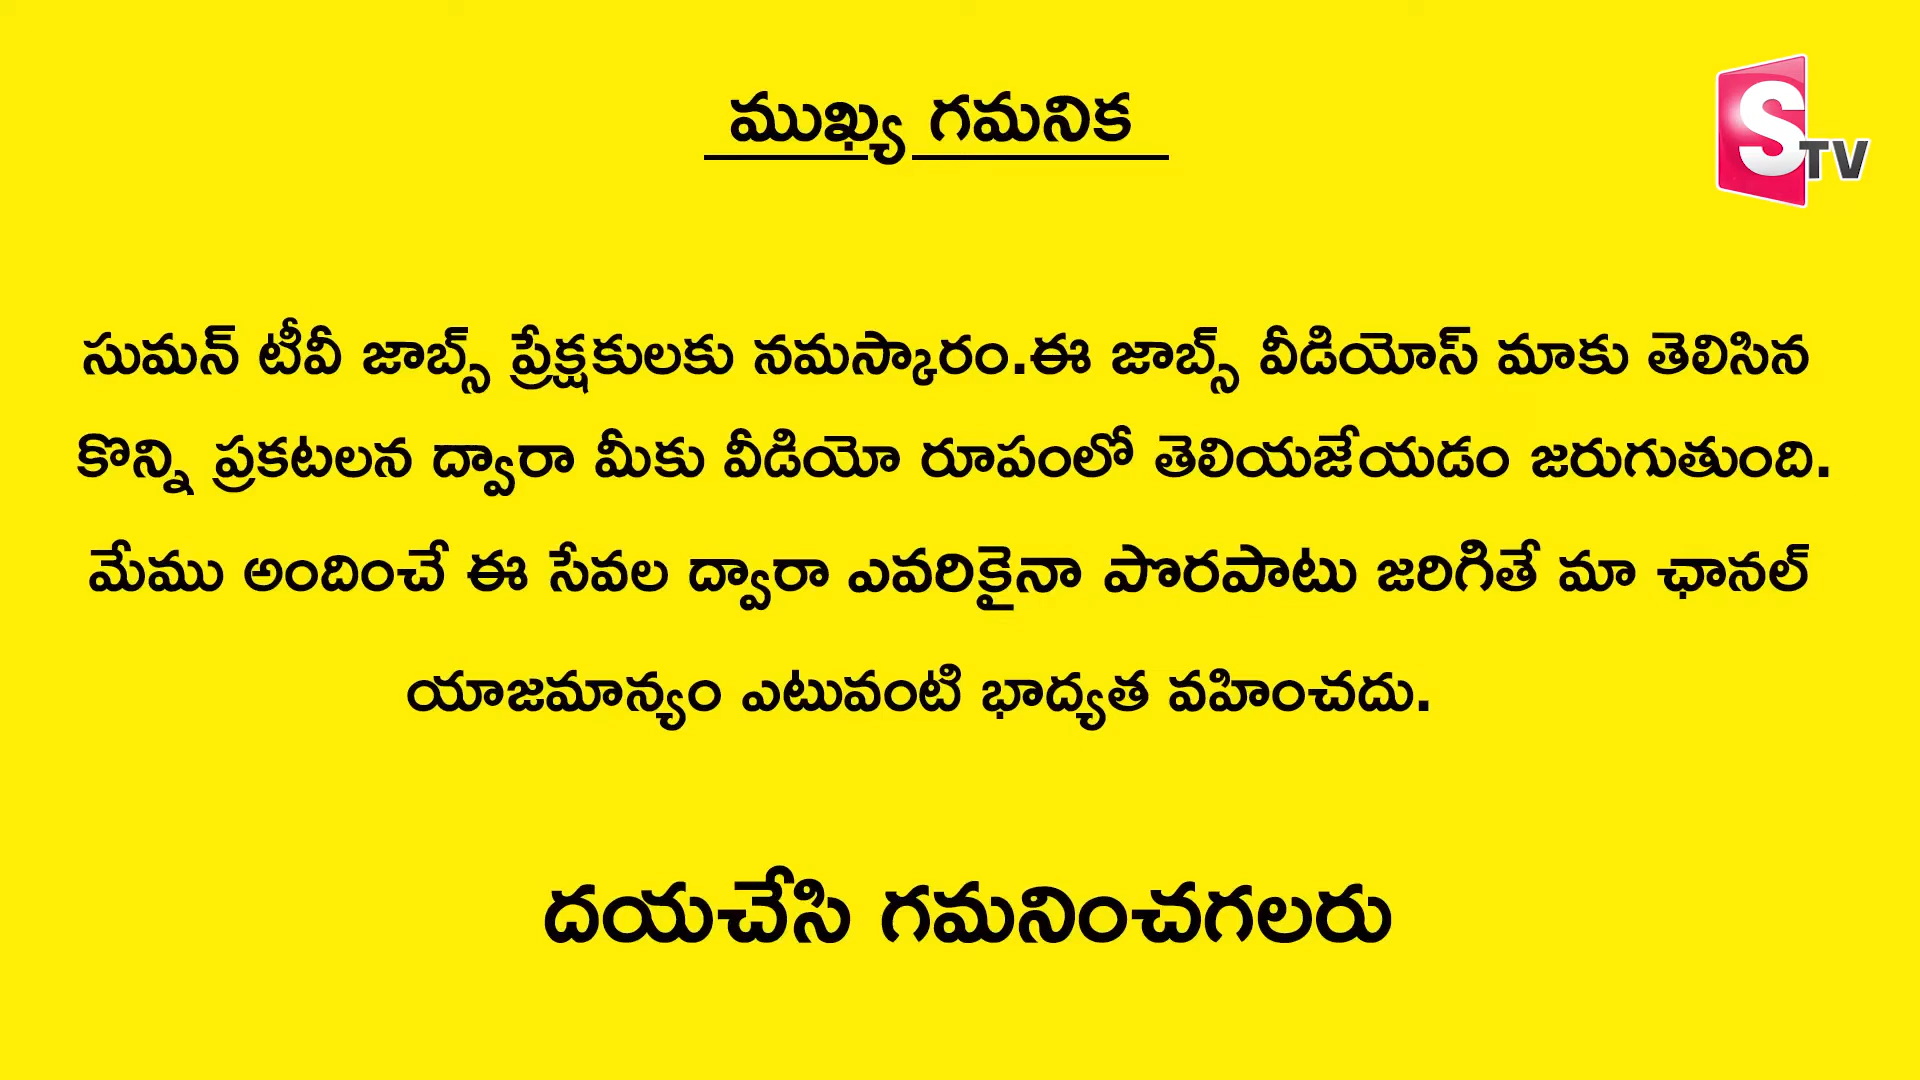 ముఖ్య గమనిక
STV
సుమన్ టీవీ జాబ్స్ ప్రేక్షకులకు నమస్కారం.ఈ జాబ్స్ వీడియోస్ మాకు తెలిసిన
కొన్ని ప్రకటలన ద్వారా మీకు వీడియో రూపంలో తెలియజేయడం జరుగుతుంది.
మేము అందించే ఈ సేవల ద్వారా ఎవరికైనా పొరపాటు జరిగితే మా ఛానల్
యాజమాన్యం ఎటువంటి భాద్యత వహించదు.
దయచేసి గమనించగలరు